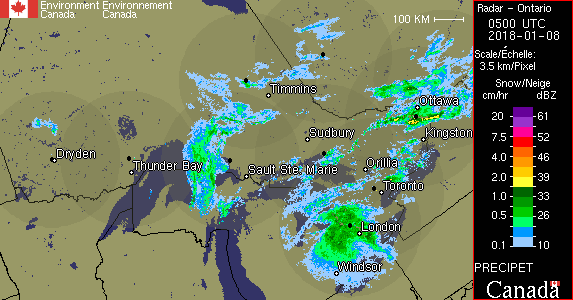 Environment Environnement
Canada Canada
100 KM
Timmins
Ottawa
Sudbury
Kingston
Dryden
Thunder Bay
Sault Ste. Marie
Orillia
Toronto
London
Windsor
Radar - Ontario
0500 UTC
2018-01-08
Scale/Échelle:
3.5 km/Pixel
Snow/Neige
cm/hr dBZ
20 61
7.5 52
4.0 46
2.0 39
1.0 33
0.5 26
0.1 10
PRECIPET
Canada